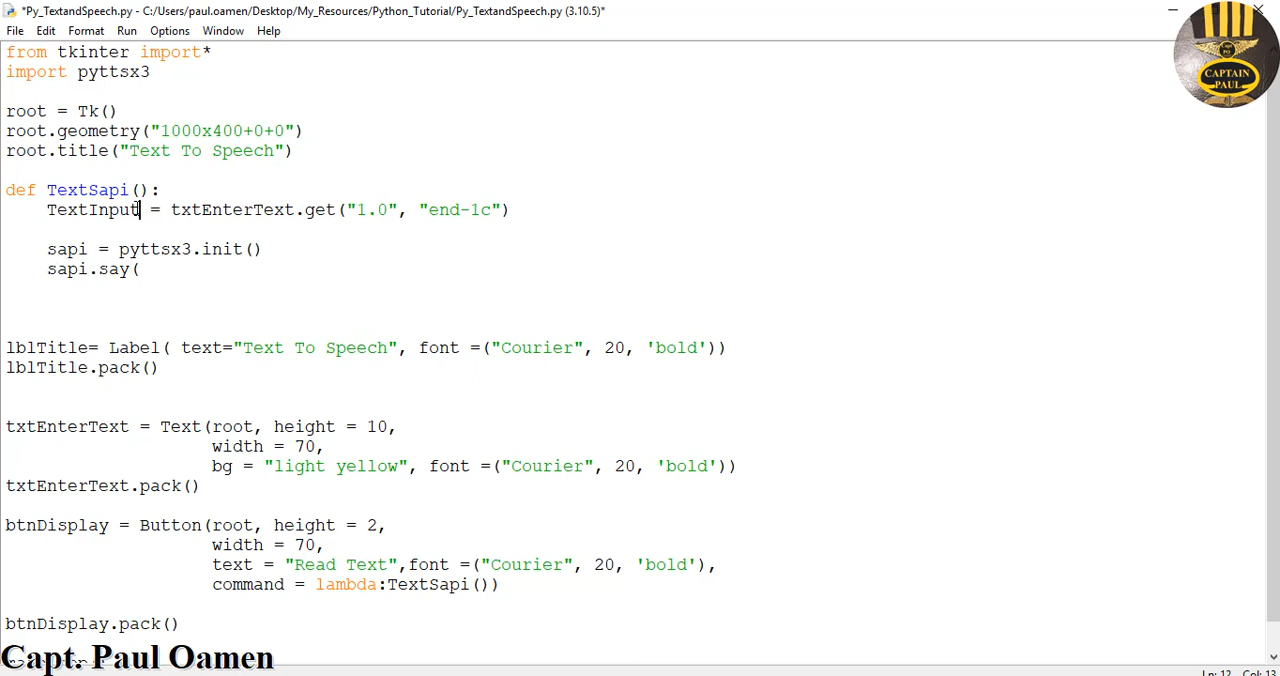 *Py_TextandSpeech.py - C:/Users/paul.oamen/Desktop/My_Resources/Python_Tutorial/Py_TextandSpeech.py (3.10.5)*
File Edit Format Run Options Window Help
from tkinter import*
import pyttsx3
root = Tk()
root.geometry("1000x400+0+0")
root.title("Text To Speech")
def TextSapi():
    TextInput = txtEnterText.get("1.0", "end-1c")
    sapi = pyttsx3.init()
    sapi.say(
lblTitle= Label( text="Text To Speech", font =("Courier", 20, 'bold'))
lblTitle.pack()
txtEnterText = Text(root, height = 10,
                    width = 70,
                    bg = "light yellow", font =("Courier", 20, 'bold'))
txtEnterText.pack()
btnDisplay = Button(root, height = 2,
                    width = 70,
                    text = "Read Text",font =("Courier", 20, 'bold'),
                    command = lambda:TextSapi())
btnDisplay.pack()
Capt. Paul Oamen
Ln: 12 Col: 13
CAPTAIN
PAUL